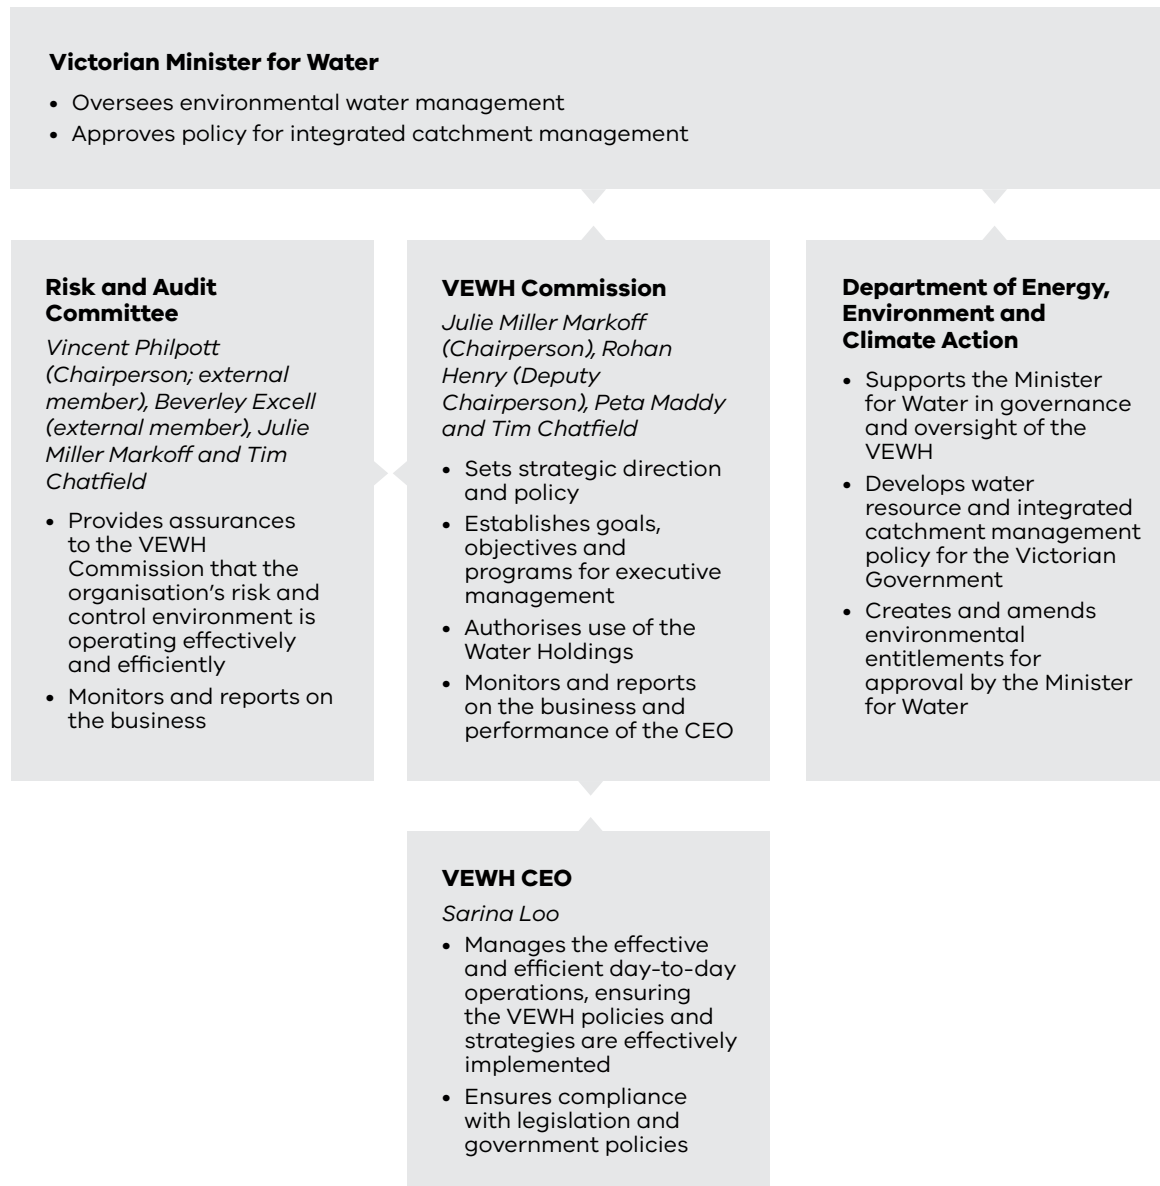 Victorian Minister for Water
• Oversees environmental water management
• Approves policy for integrated catchment management
Risk and Audit
Committee
Vincent Philpott
(Chairperson; external
member), Beverley Excell
(external member), Julie
Miller Markoff and Tim
Chatfield
• Provides assurances
to the VEWH
Commission that the
organisation’s risk and
control environment is
operating effectively
and efficiently
• Monitors and reports on
the business
VEWH Commission
Julie Miller Markoff
(Chairperson), Rohan
Henry (Deputy
Chairperson), Peta Maddy
and Tim Chatfield
• Sets strategic direction
and policy
• Establishes goals,
objectives and
programs for executive
management
• Authorises use of the
Water Holdings
• Monitors and reports
on the business and
performance of the CEO
Department of Energy,
Environment and
Climate Action
• Supports the Minister
for Water in governance
and oversight of the
VEWH
• Develops water
resource and integrated
catchment management
policy for the Victorian
Government
• Creates and amends
environmental
entitlements for
approval by the Minister
for Water
VEWH CEO
Sarina Loo
• Manages the effective
and efficient day-to-day
operations, ensuring
the VEWH policies and
strategies are effectively
implemented
• Ensures compliance
with legislation and
government policies